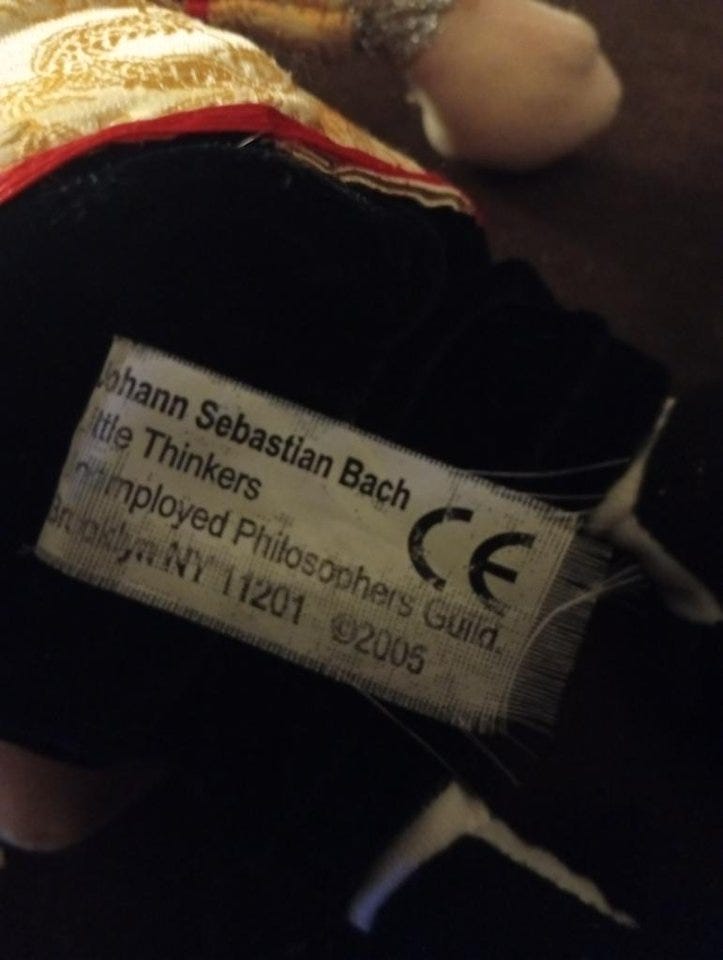 Johann Sebastian Bach
Little Thinkers
Unemployed Philosophers Guild.
Brooklyn NY 11201 ©2005
CE